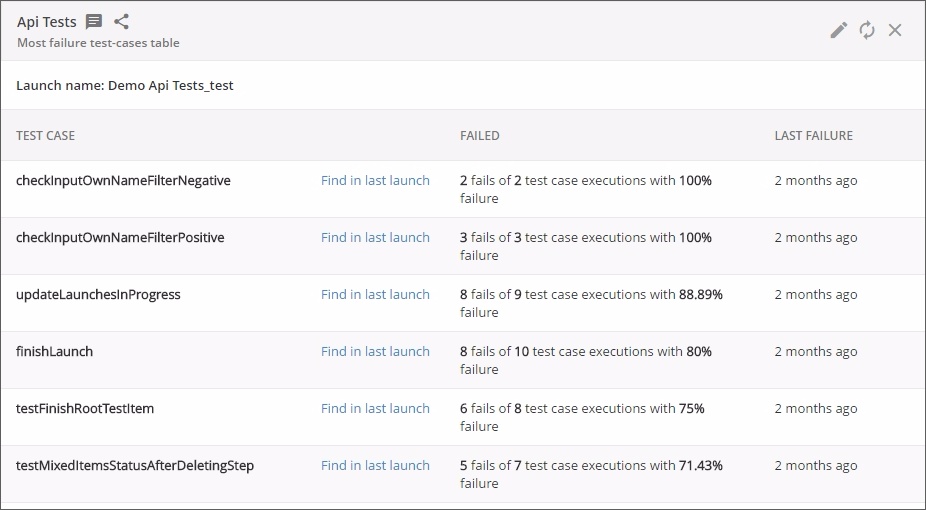 Api Tests
Most failure test-cases table
Launch name: Demo Api Tests_test
TEST CASE FAILED LAST FAILURE
checkInputOwnNameFilterNegative Find in last launch 2 fails of 2 test case executions with 100% 2 months ago
failure
checkInputOwnNameFilterPositive Find in last launch 3 fails of 3 test case executions with 100% 2 months ago
failure
updateLaunchesInProgress Find in last launch 8 fails of 9 test case executions with 88.89% 2 months ago
failure
finishLaunch Find in last launch 8 fails of 10 test case executions with 80% 2 months ago
failure
testFinishRootTestItem Find in last launch 6 fails of 8 test case executions with 75% 2 months ago
failure
testMixedItemsStatusAfterDeletingStep Find in last launch 5 fails of 7 test case executions with 71.43% 2 months ago
failure